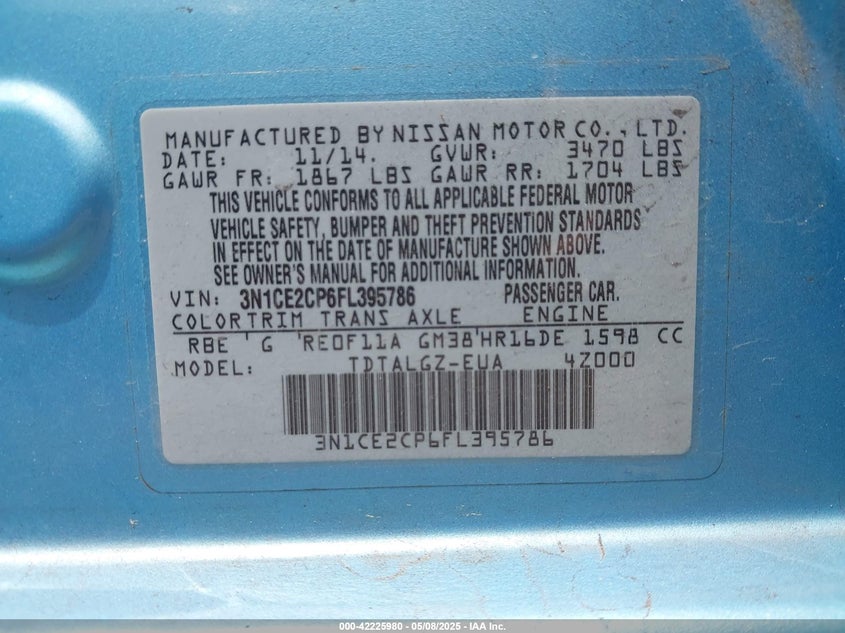 MANUFACTURED BY NISSAN MOTOR CO., LTD.
DATE: 11/14. GVWR: 3470 LBS
GAWR FR: 1867 LBS GAWR RR: 1704 LBS
THIS VEHICLE CONFORMS TO ALL APPLICABLE FEDERAL MOTOR
VEHICLE SAFETY, BUMPER AND THEFT PREVENTION STANDARDS
IN EFFECT ON THE DATE OF MANUFACTURE SHOWN ABOVE.
SEE OWNER'S MANUAL FOR ADDITIONAL INFORMATION.
VIN: 3N1CE2CP6FL395786 PASSENGER CAR.
COLORTRIM TRANS AXLE ENGINE
RBE ' G 'RE0F11A GM38'HR16DE 1598 CC
MODEL: TDTALGZ-EUA 4Z000
3N1CE2CP6FL395786
000-42225980 - 05/08/2025 - IAA Inc.